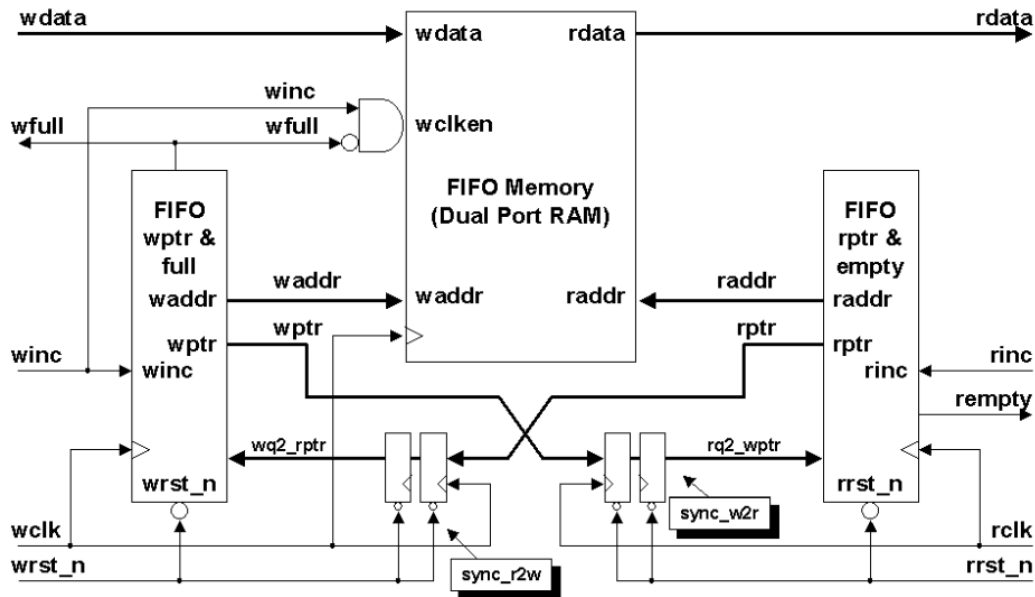 wdata
rdata
wdata
rdata
winc
wclken
wfull
wfull
FIFO Memory
(Dual Port RAM)
FIFO
wptr &
full
FIFO
rptr &
empty
waddr
waddr
waddr
raddr
raddr
raddr
wptr
wptr
rptr
rptr
winc
winc
rinc
rinc
rempty
wq2_rptr
rq2_wptr
wrst_n
rrst_n
sync_w2r
wclk
rclk
wrst_n
sync_r2w
rrst_n